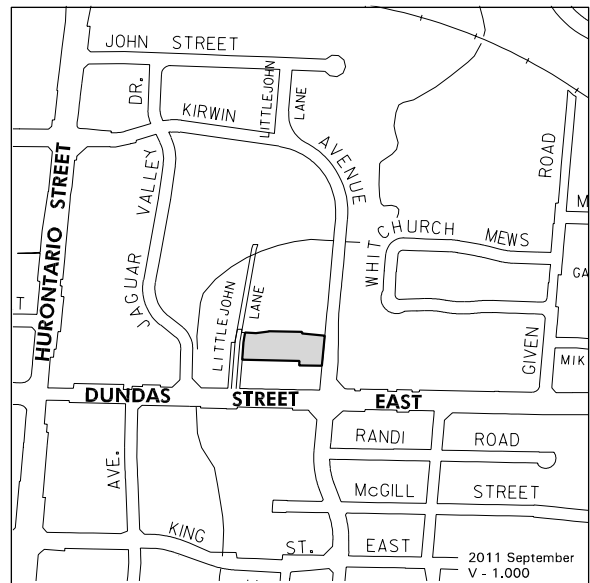 JOHN STREET
DR.
LITTLEJOHN LANE
KIRWIN AVENUE
ROAD
HURONTARIO STREET
JAGUAR VALLEY
M
WHITCHURCH MEWS
GA
T
LITTLEJOHN LANE
GIVEN
MIK
DUNDAS STREET EAST
RANDI ROAD
AVE.
McGILL STREET
KING ST. EAST
2011 September
V - 1.000